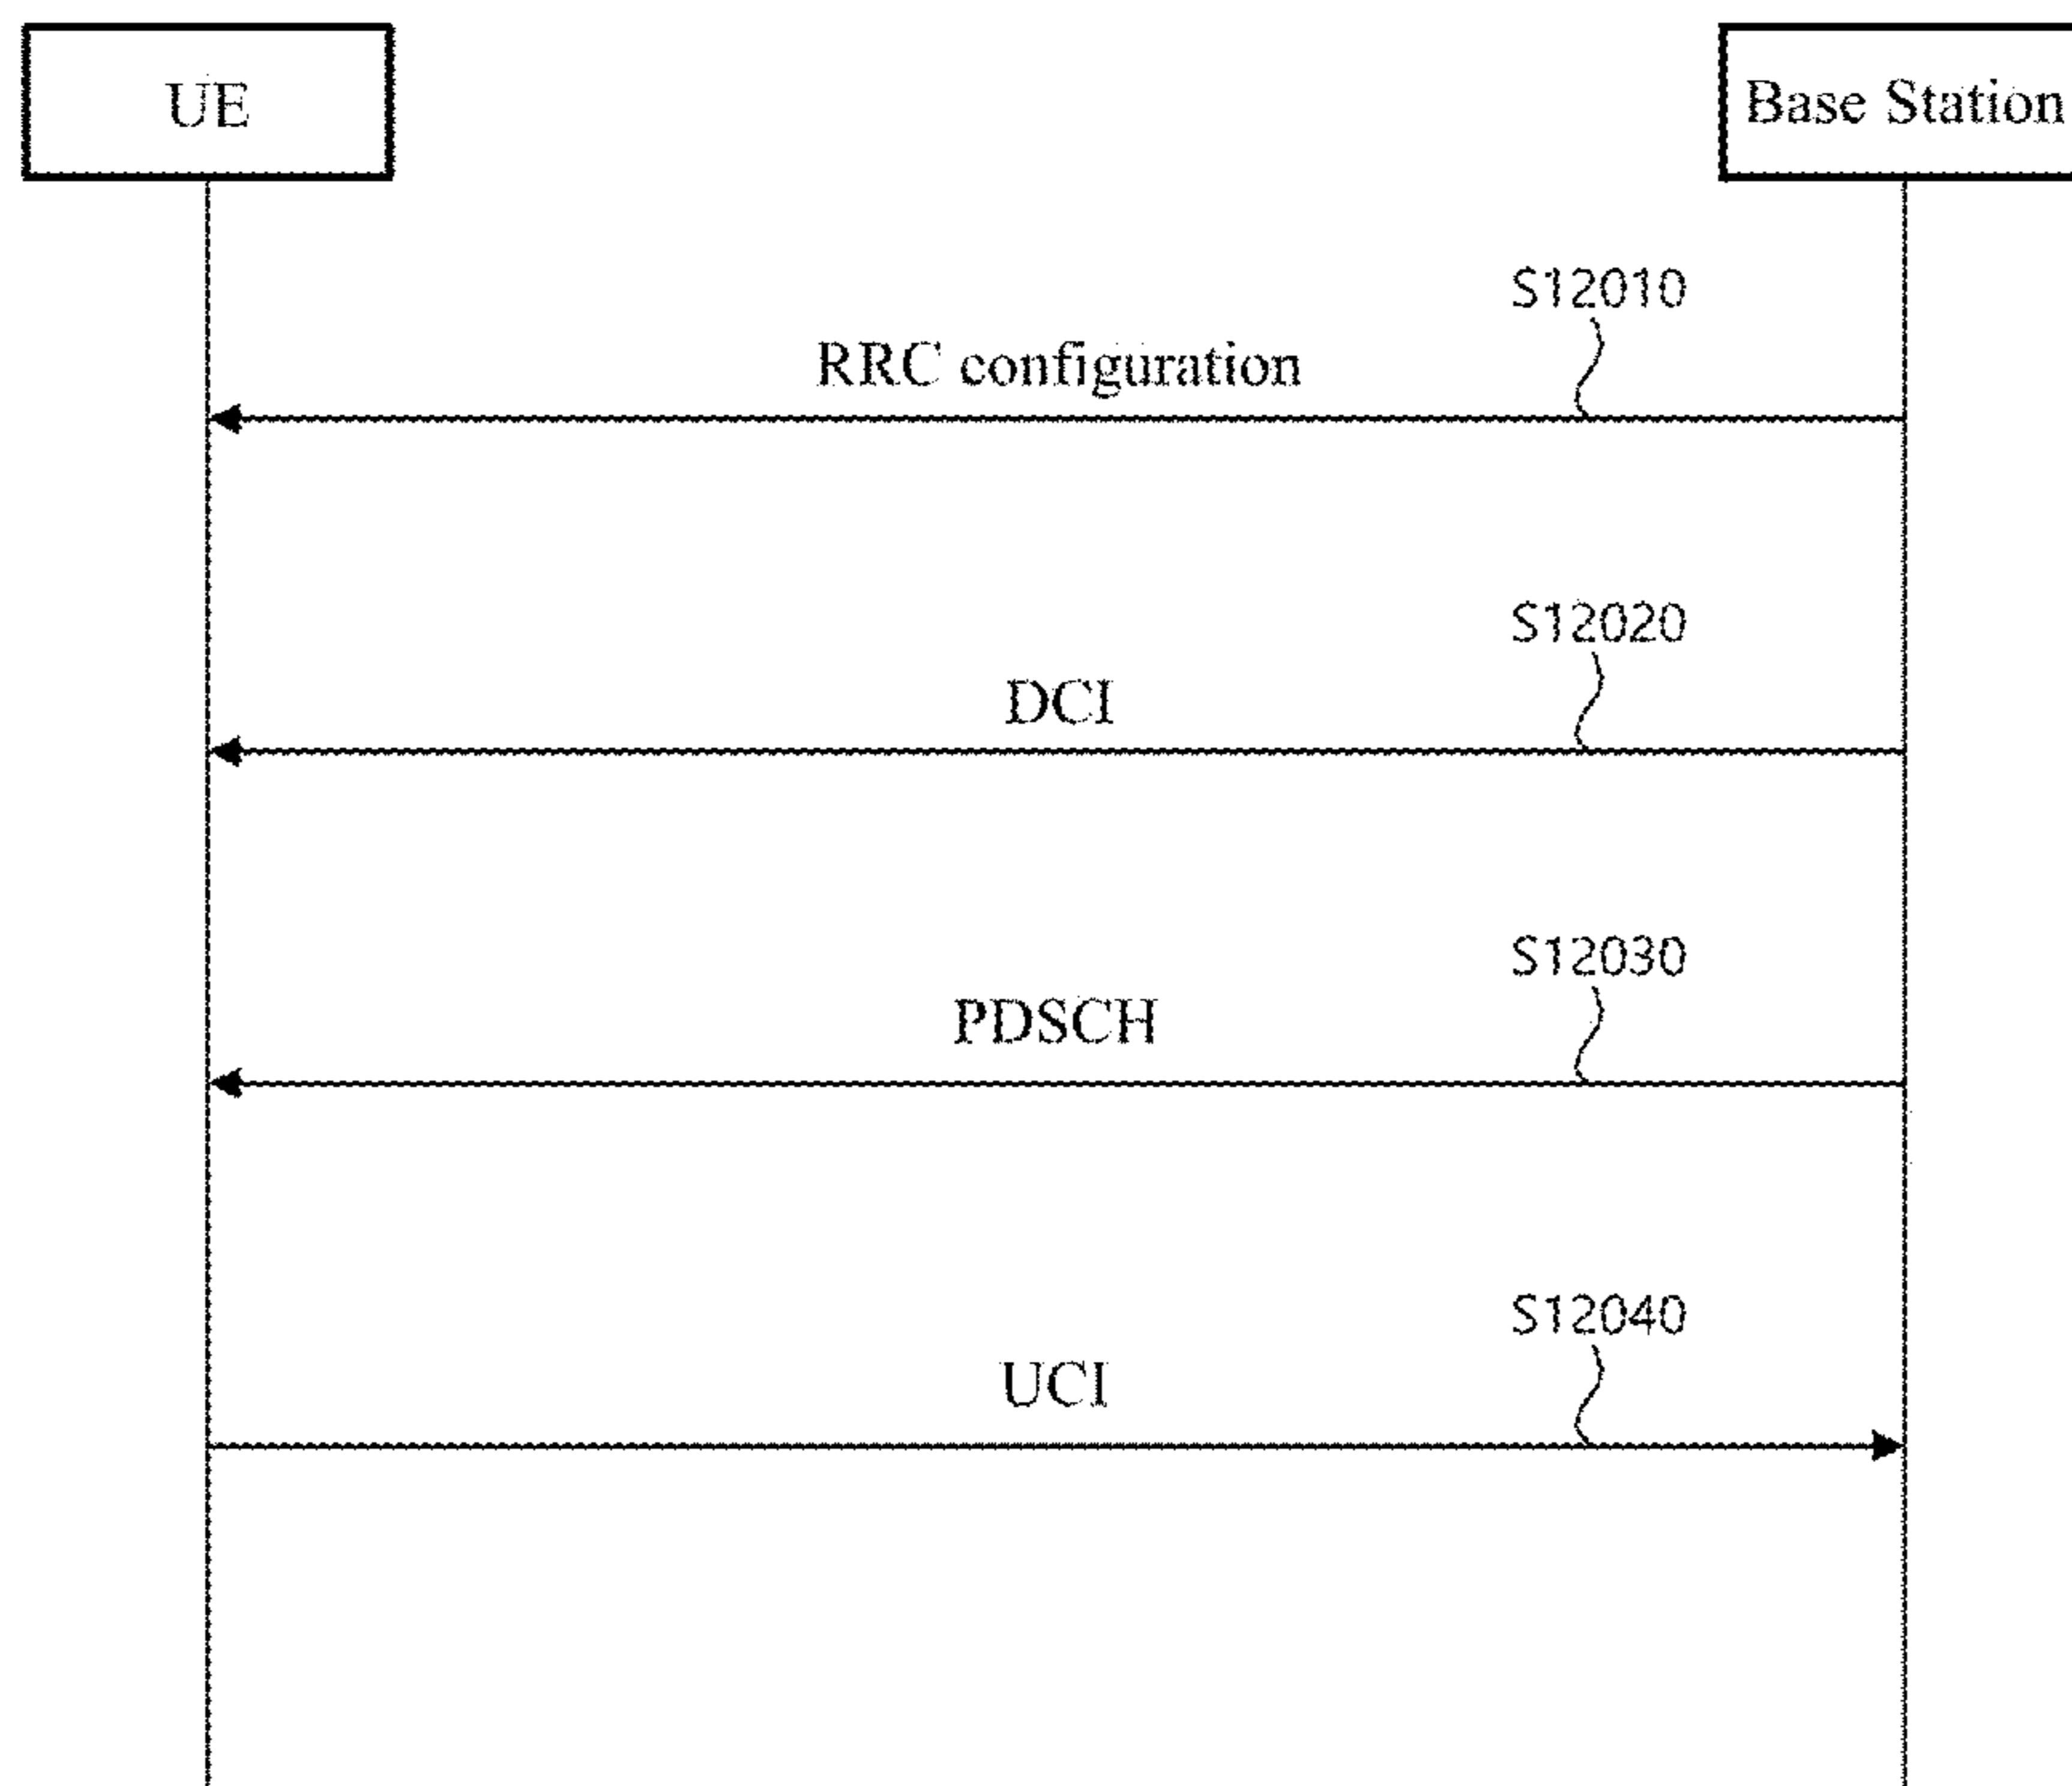 UE
Base Station
S12010
RRC configuration
S12020
DCI
S12030
PDSCH
S12040
UCI